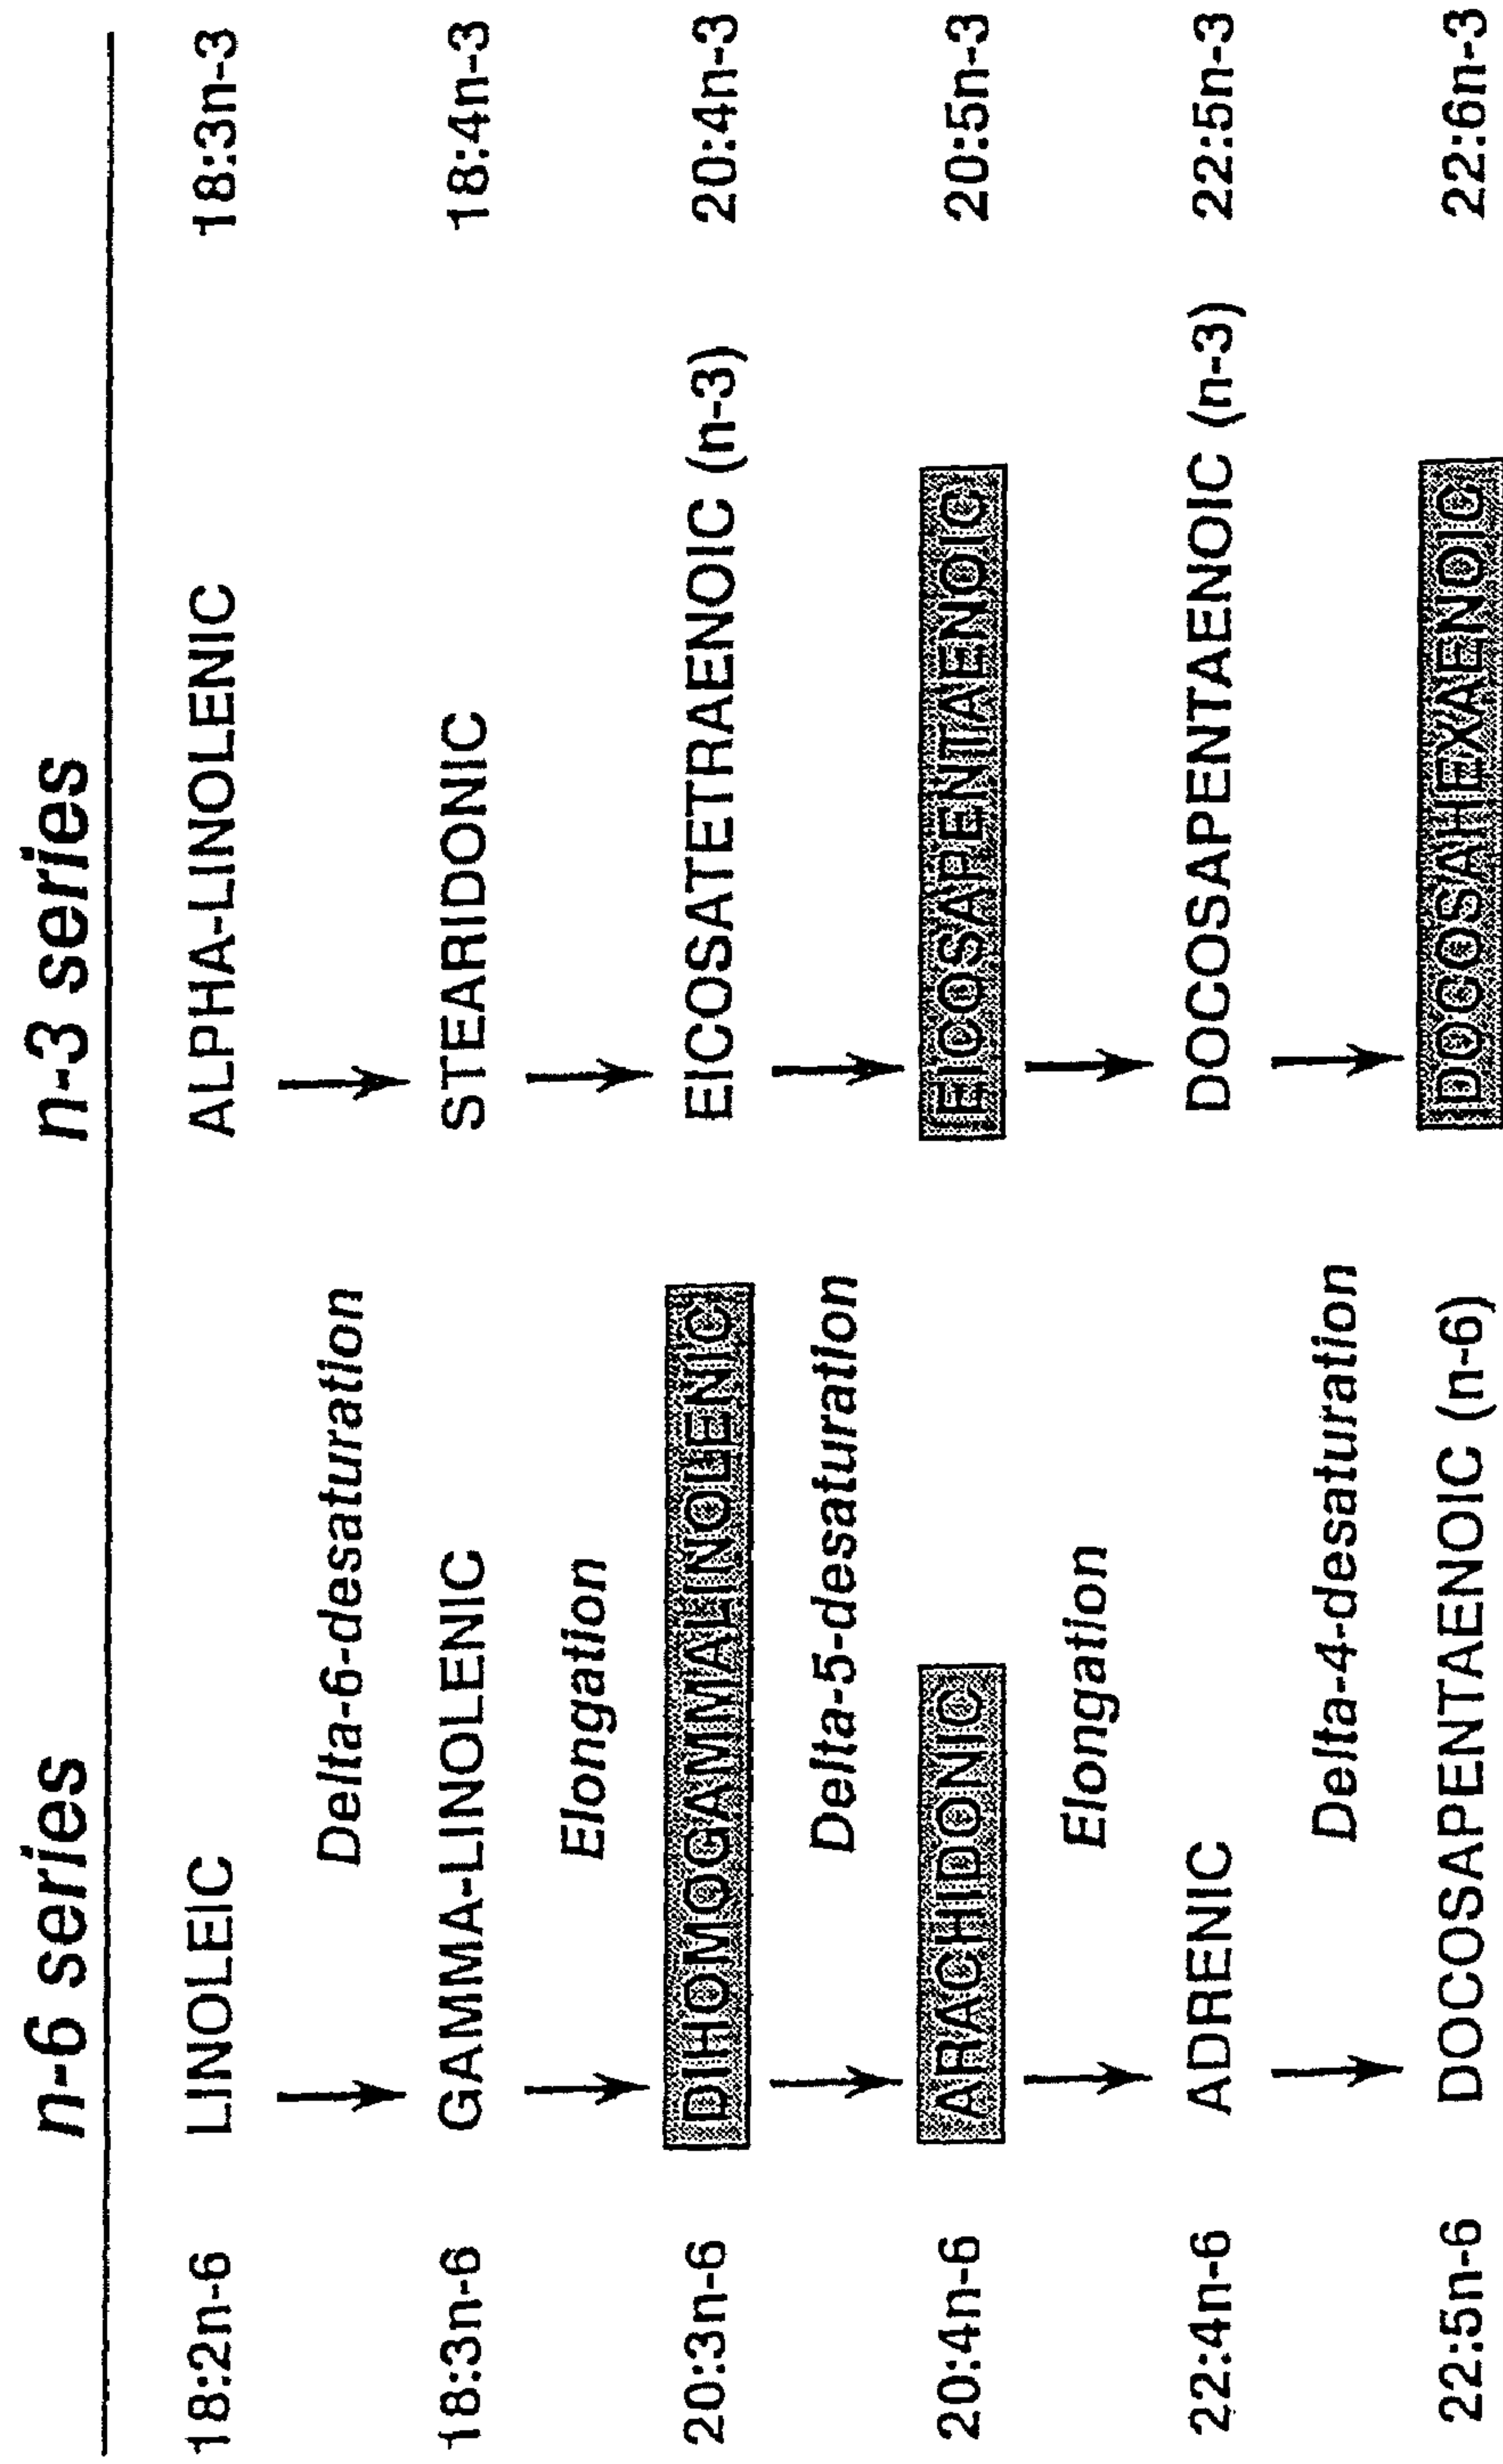 n-6 series n-3 series
18:2n-6 LINOLEIC ALPHA-LINOLENIC 18:3n-3
Delta-6-desaturation
18:3n-6 GAMMA-LINOLENIC STEARIDONIC 18:4n-3
Elongation
20:3n-6 DIHOMOGAMMALINOLENIC EICOSATETRAENOIC (n-3) 20:4n-3
Delta-5-desaturation
20:4n-6 ARACHIDONIC EICOSAPENTAENOIC 20:5n-3
Elongation
22:4n-6 ADRENIC DOCOSAPENTAENOIC (n-3) 22:5n-3
Delta-4-desaturation
22:5n-6 DOCOSAPENTAENOIC (n-6) DOCOSAHEXAENOIC 22:6n-3